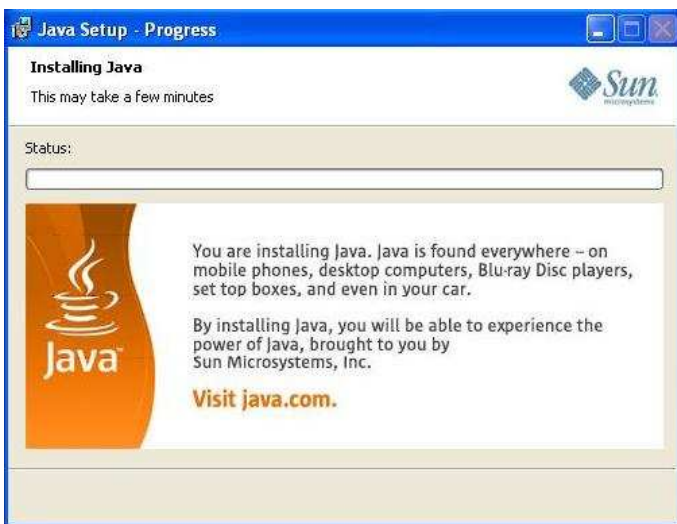 Java Setup - Progress
Installing Java
This may take a few minutes
Sun
microsystems
Status:
You are installing Java. Java is found everywhere – on
mobile phones, desktop computers, Blu-ray Disc players,
set top boxes, and even in your car.
By installing Java, you will be able to experience the
power of Java, brought to you by
Sun Microsystems, Inc.
Visit java.com.
Java™